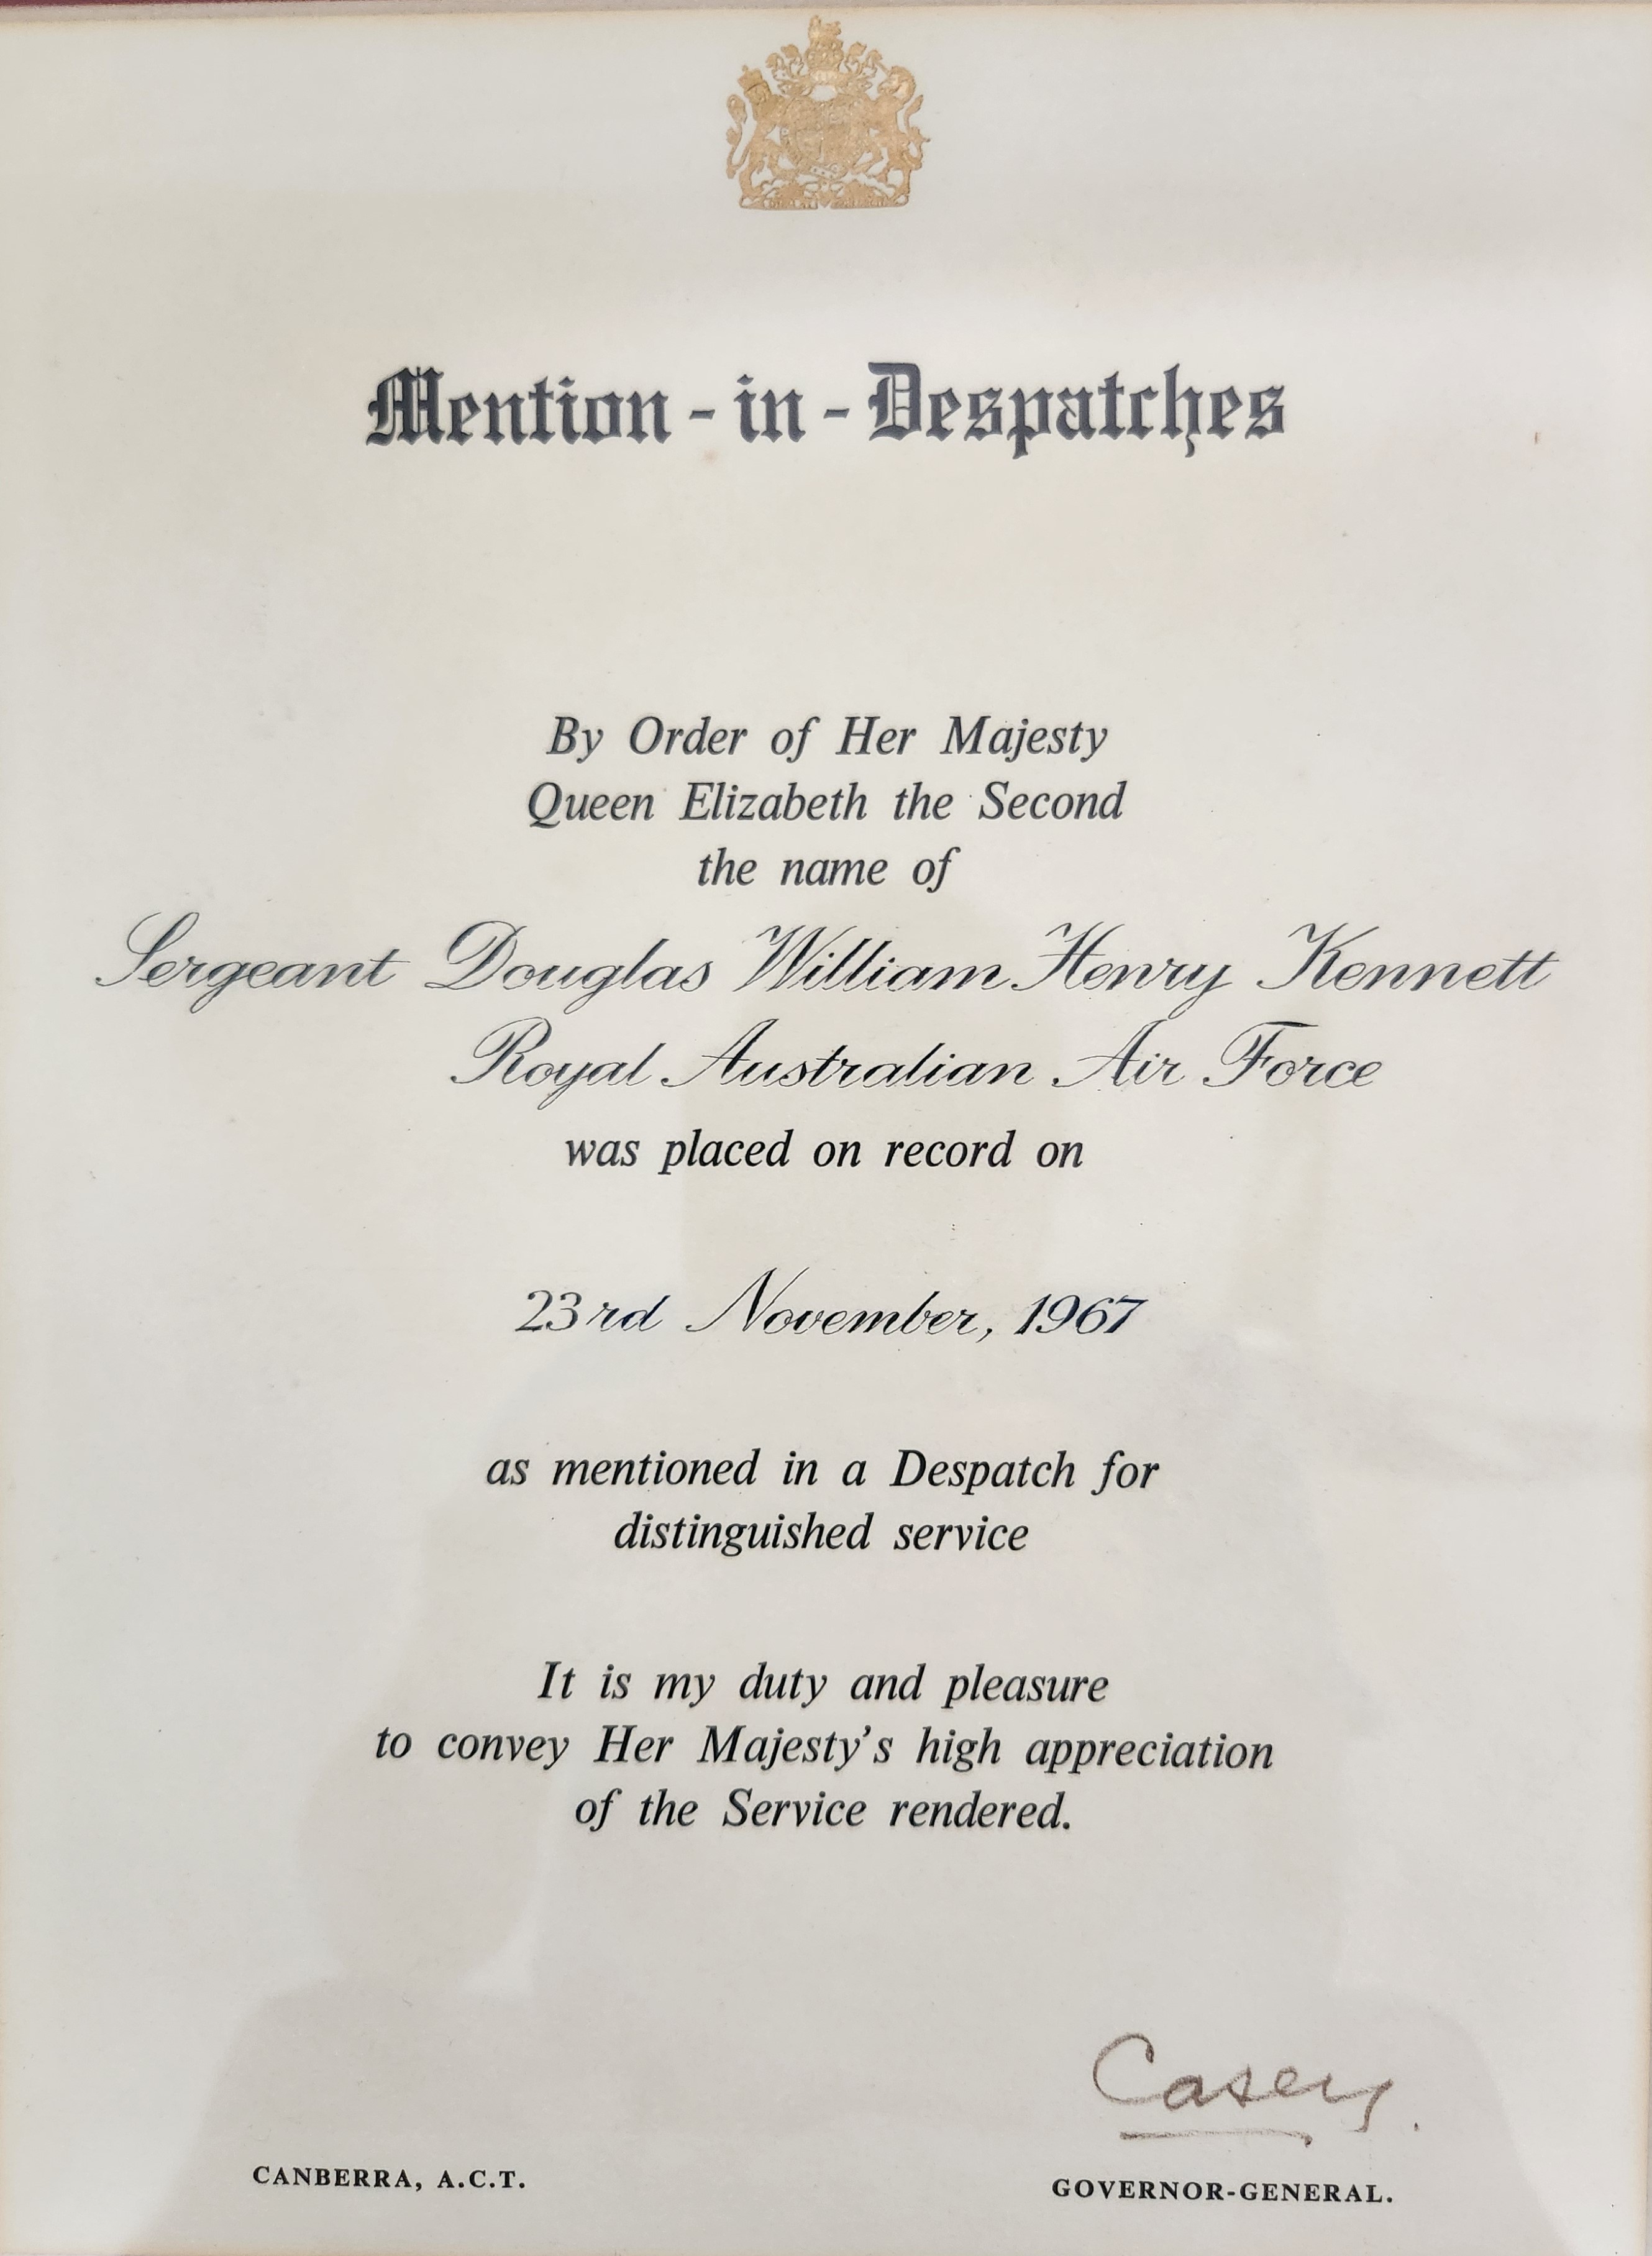 Mention-in-Despatches
By Order of Her Majesty
Queen Elizabeth the Second
the name of
Sergeant Douglas William Henry Kennett
Royal Australian Air Force
was placed on record on
23rd November, 1967
as mentioned in a Despatch for
distinguished service
It is my duty and pleasure
to convey Her Majesty's high appreciation
of the Service rendered.
Casey.
CANBERRA, A.C.T.
GOVERNOR-GENERAL.